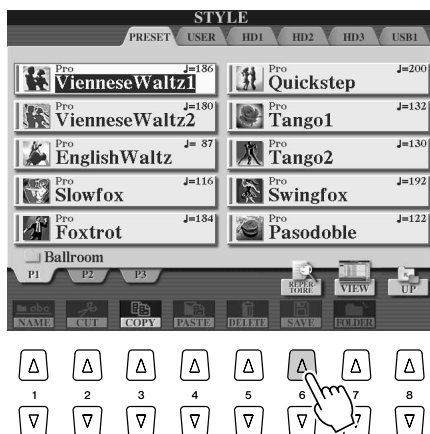 STYLE
PRESET USER HD1 HD2 HD3 USB1
Pro ♩=186
VienneseWaltz1
Pro ♩=200
Quickstep
Pro ♩=180
VienneseWaltz2
Pro ♩=132
Tango1
Pro ♩= 87
EnglishWaltz
Pro ♩=130
Tango2
Pro ♩=116
Slowfox
Pro ♩=192
Swingfox
Pro ♩=184
Foxtrot
Pro ♩=122
Pasodoble
Ballroom
P1 P2 P3
REPER-
TOIRE
VIEW UP
abc
NAME CUT COPY PASTE DELETE SAVE FOLDER
1 2 3 4 5 6 7 8